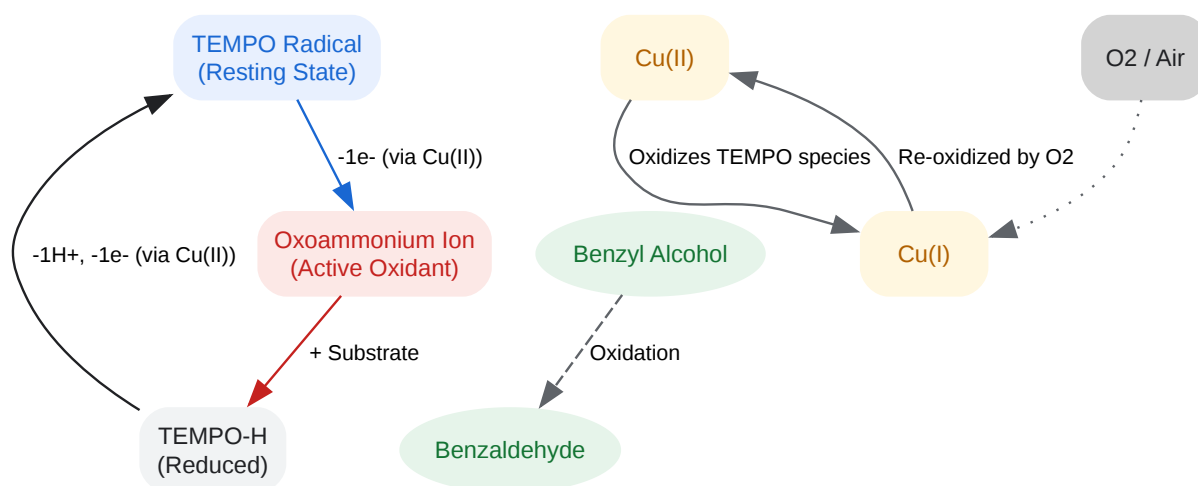 TEMPO Radical
(Resting State)
Cu(II)
O2 / Air
-1e- (via Cu(II))
Oxidizes TEMPO species
Re-oxidized by O2
-1H+, -1e- (via Cu(II))
Oxoammonium Ion
(Active Oxidant)
Benzyl Alcohol
Cu(I)
+ Substrate
Oxidation
TEMPO-H
(Reduced)
Benzaldehyde